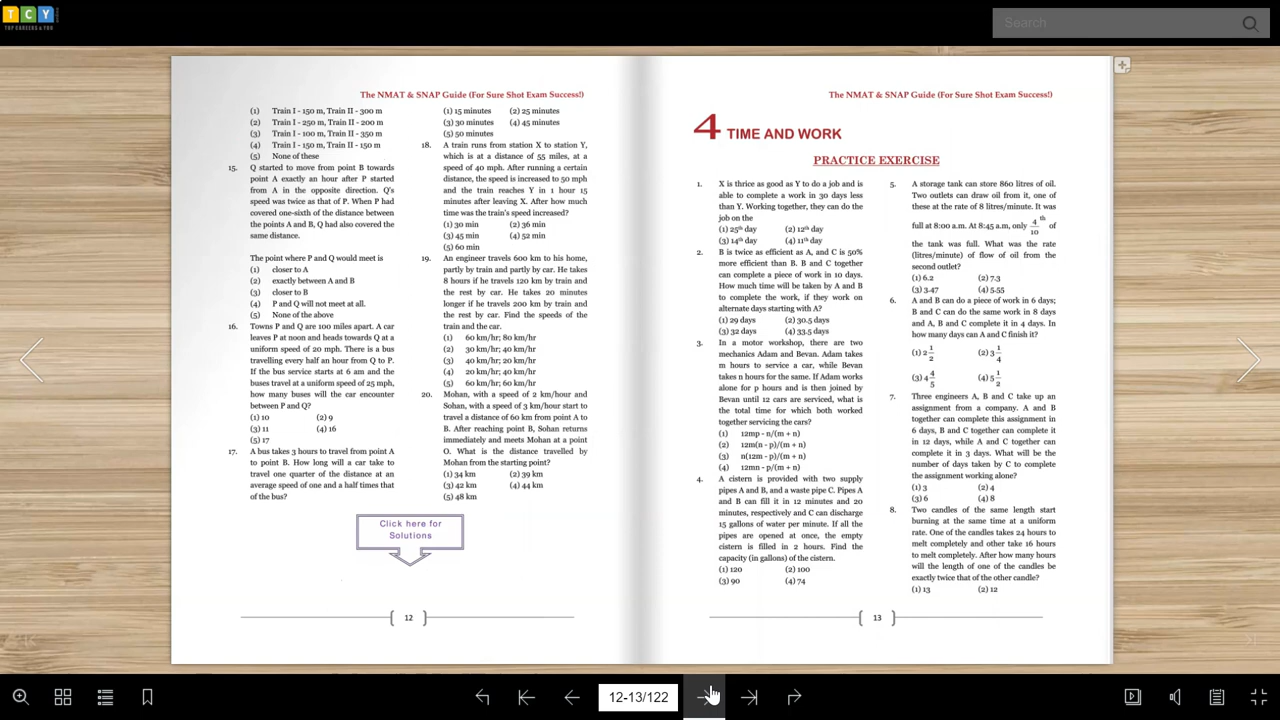 TCY
TOP CAREERS & YOU
Search
The NMAT & SNAP Guide (For Sure Shot Exam Success!)
(1) Train I - 150 m, Train II - 300 m
(2) Train I - 250 m, Train II - 200 m
(3) Train I - 100 m, Train II - 350 m
(4) Train I - 150 m, Train II - 150 m
(5) None of these
15. Q started to move from point B towards
point A exactly an hour after P started
from A in the opposite direction. Q's
speed was twice as that of P. When P had
covered one-sixth of the distance between
the points A and B, Q had also covered the
same distance.
The point where P and Q would meet is
(1) closer to A
(2) exactly between A and B
(3) closer to B
(4) P and Q will not meet at all.
(5) None of the above
16. Towns P and Q are 100 miles apart. A car
leaves P at noon and heads towards Q at a
uniform speed of 20 mph. There is a bus
travelling every half an hour from Q to P.
If the bus service starts at 6 am and the
buses travel at a uniform speed of 25 mph,
how many buses will the car encounter
between P and Q?
(1) 10 (2) 9
(3) 11 (4) 16
(5) 17
17. A bus takes 3 hours to travel from point A
to point B. How long will a car take to
travel one quarter of the distance at an
average speed of one and a half times that
of the bus?
(1) 15 minutes (2) 25 minutes
(3) 30 minutes (4) 45 minutes
(5) 50 minutes
18. A train runs from station X to station Y,
which is at a distance of 55 miles, at a
speed of 40 mph. After running a certain
distance, the speed is increased to 50 mph
and the train reaches Y in 1 hour 15
minutes after leaving X. After how much
time was the train's speed increased?
(1) 30 min (2) 36 min
(3) 45 min (4) 52 min
(5) 60 min
19. An engineer travels 600 km to his home,
partly by train and partly by car. He takes
8 hours if he travels 120 km by train and
the rest by car. He takes 20 minutes
longer if he travels 200 km by train and
the rest by car. Find the speeds of the
train and the car.
(1) 60 km/hr; 80 km/hr
(2) 30 km/hr; 40 km/hr
(3) 40 km/hr; 20 km/hr
(4) 20 km/hr; 40 km/hr
(5) 60 km/hr; 60 km/hr
20. Mohan, with a speed of 2 km/hour and
Sohan, with a speed of 3 km/hour start to
travel a distance of 60 km from point A to
B. After reaching point B, Sohan returns
immediately and meets Mohan at a point
O. What is the distance travelled by
Mohan from the starting point?
(1) 34 km (2) 39 km
(3) 42 km (4) 44 km
(5) 48 km
Click here for
Solutions
12
The NMAT & SNAP Guide (For Sure Shot Exam Success!)
4 TIME AND WORK
PRACTICE EXERCISE
1. X is thrice as good as Y to do a job and is
able to complete a work in 30 days less
than Y. Working together, they can do the
job on the
(1) 25th day (2) 12th day
(3) 14th day (4) 11th day
2. B is twice as efficient as A, and C is 50%
more efficient than B. B and C together
can complete a piece of work in 10 days.
How much time will be taken by A and B
to complete the work, if they work on
alternate days starting with A?
(1) 29 days (2) 30.5 days
(3) 32 days (4) 33.5 days
3. In a motor workshop, there are two
mechanics Adam and Bevan. Adam takes
m hours to service a car, while Bevan
takes n hours for the same. If Adam works
alone for p hours and is then joined by
Bevan until 12 cars are serviced, what is
the total time for which both worked
together servicing the cars?
(1) 12mp - n/(m + n)
(2) 12m(n - p)/(m + n)
(3) n(12m - p)/(m + n)
(4) 12mn - p/(m + n)
4. A cistern is provided with two supply
pipes A and B, and a waste pipe C. Pipes A
and B can fill it in 12 minutes and 20
minutes, respectively and C can discharge
15 gallons of water per minute. If all the
pipes are opened at once, the empty
cistern is filled in 2 hours. Find the
capacity (in gallons) of the cistern.
(1) 120 (2) 100
(3) 90 (4) 74
5. A storage tank can store 860 litres of oil.
Two outlets can draw oil from it, one of
these at the rate of 8 litres/minute. It was
full at 8:00 a.m. At 8:45 a.m, only 4/10 th of
the tank was full. What was the rate
(litres/minute) of flow of oil from the
second outlet?
(1) 6.2 (2) 7.3
(3) 3.47 (4) 5.55
6. A and B can do a piece of work in 6 days;
B and C can do the same work in 8 days
and A, B and C complete it in 4 days. In
how many days can A and C finish it?
(1) 2 1/2 (2) 3 1/4
(3) 4 4/5 (4) 5 1/2
7. Three engineers A, B and C take up an
assignment from a company. A and B
together can complete this assignment in
6 days, B and C together can complete it
in 12 days, while A and C together can
complete it in 3 days. What will be the
number of days taken by C to complete
the assignment working alone?
(1) 3 (2) 4
(3) 6 (4) 8
8. Two candles of the same length start
burning at the same time at a uniform
rate. One of the candles takes 24 hours to
melt completely and other take 16 hours
to melt completely. After how many hours
will the length of one of the candles be
exactly twice that of the other candle?
(1) 13 (2) 12
13
12-13/122